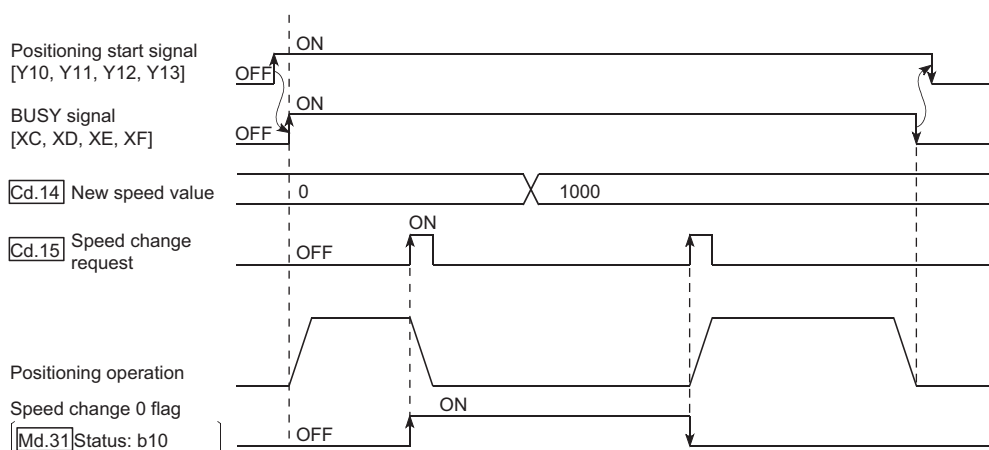 ON
Positioning start signal
[Y10, Y11, Y12, Y13]
OFF
ON
BUSY signal
[XC, XD, XE, XF]
OFF
Cd.14 New speed value
0
1000
ON
Cd.15 Speed change
request
OFF
Positioning operation
Speed change 0 flag
ON
Md.31 Status: b10
OFF